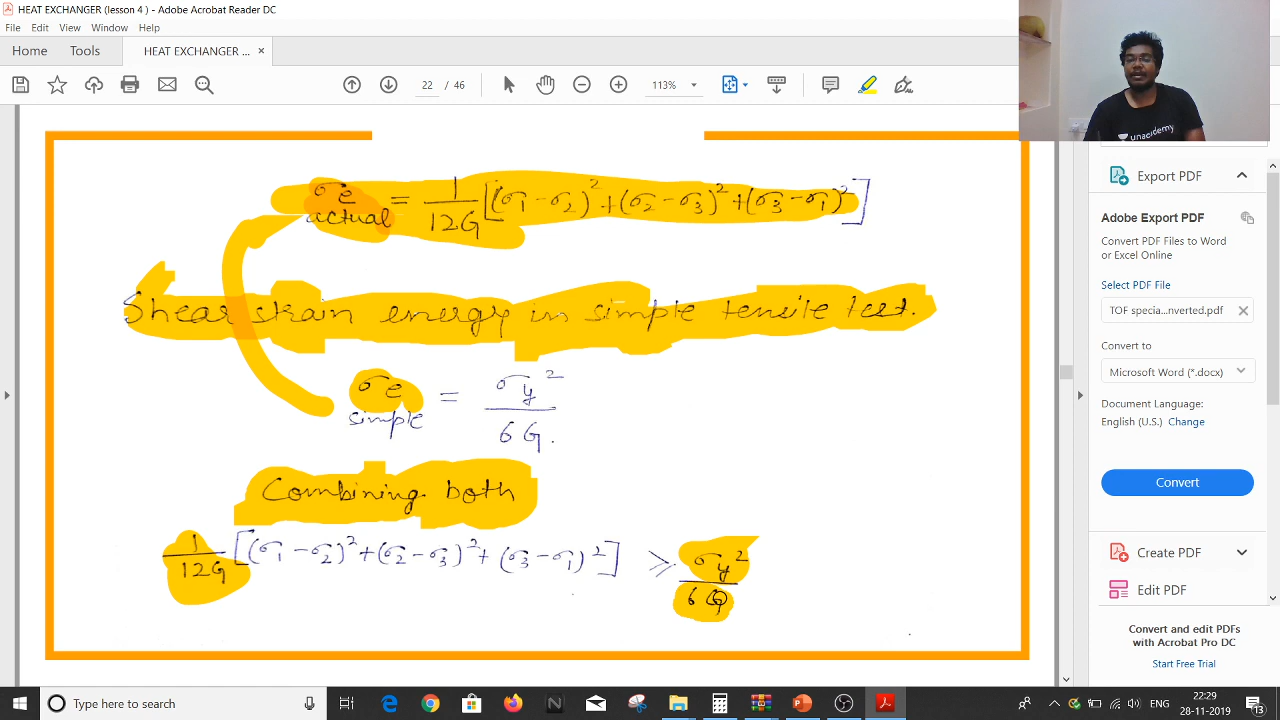 HEAT EXCHANGER (lesson 4 ) - Adobe Acrobat Reader DC
File Edit View Window Help
Home Tools HEAT EXCHANGER ... ×
22 / 46 113%
unacademy
σe actual = 1/12G [(σ1 - σ2)² + (σ2 - σ3)² + (σ3 - σ1)²]
Shear strain energy in simple tensile test.
σe simple = σy²/6G.
Combining both
1/12G [(σ1 - σ2)² + (σ2 - σ3)² + (σ3 - σ1)²] ≥ σy²/6G
Export PDF
Adobe Export PDF
Convert PDF Files to Word
or Excel Online
Select PDF File
TOF specia...nverted.pdf ×
Convert to
Microsoft Word (*.docx)
Document Language:
English (U.S.) Change
Convert
Create PDF
Edit PDF
Convert and edit PDFs
with Acrobat Pro DC
Start Free Trial
Type here to search
22:29
28-11-2019